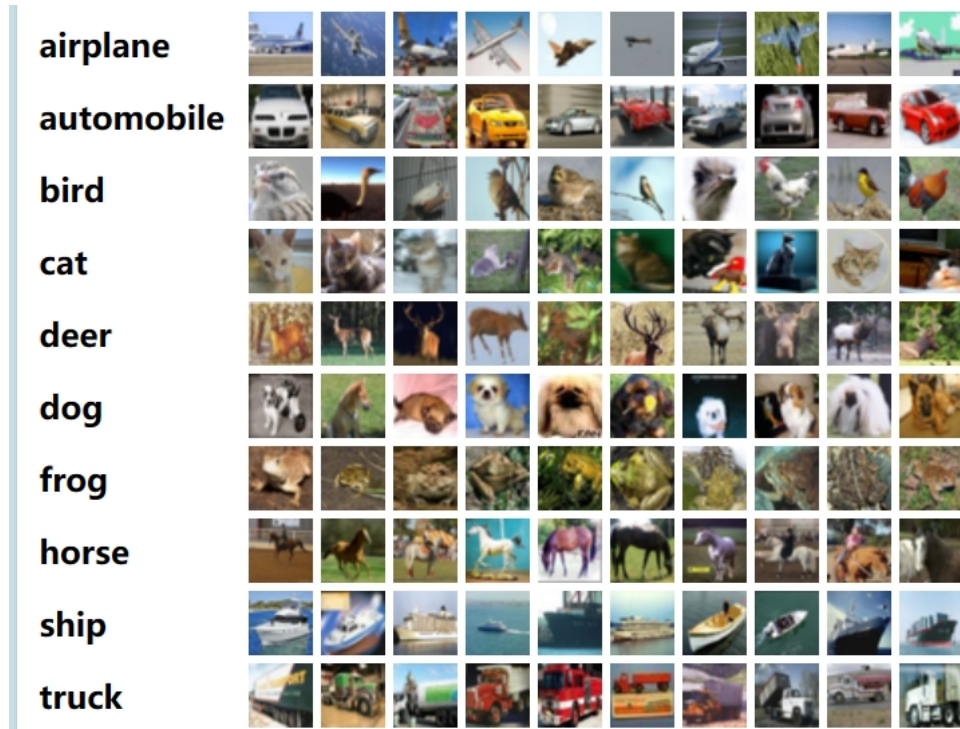 airplane
automobile
bird
cat
deer
dog
frog
horse
ship
truck